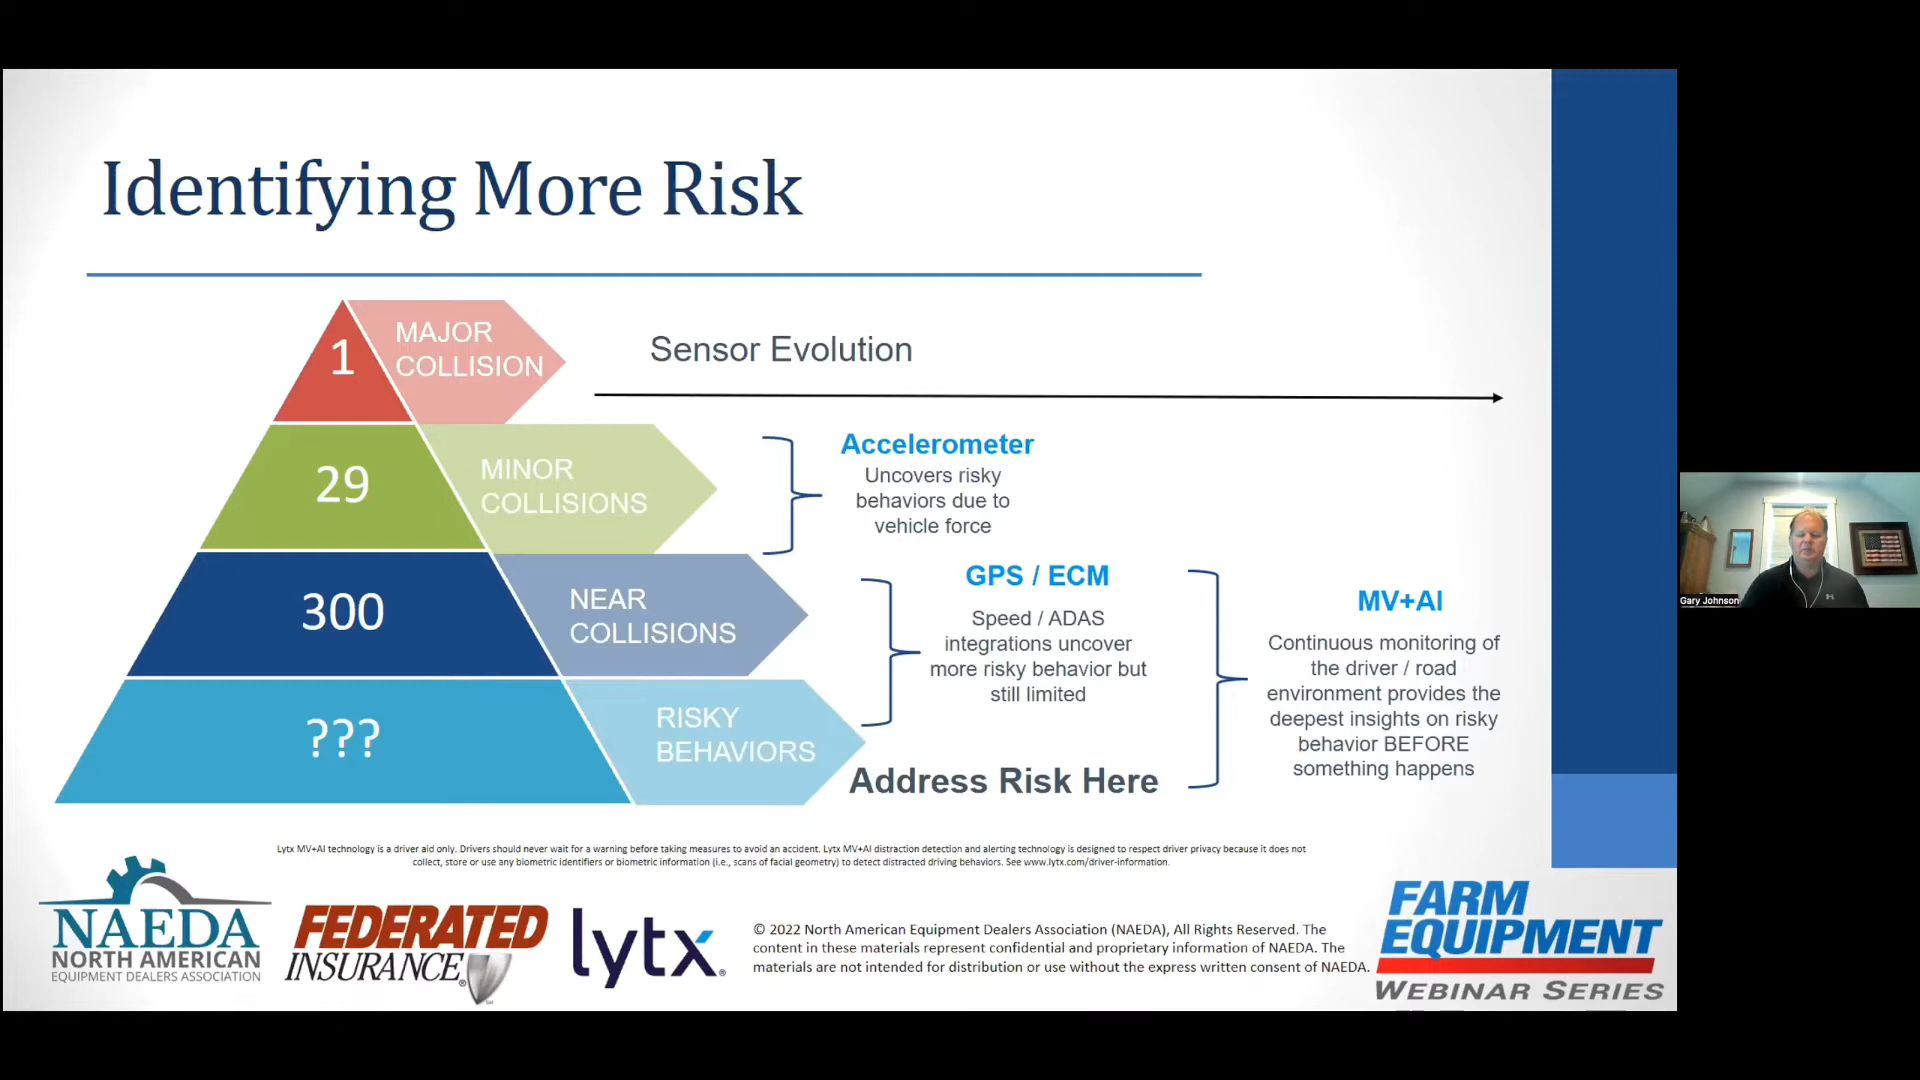 Identifying More Risk
1
MAJOR
COLLISION
Sensor Evolution
29
MINOR
COLLISIONS
Accelerometer
Uncovers risky
behaviors due to
vehicle force
300
NEAR
COLLISIONS
GPS / ECM
Speed / ADAS
integrations uncover
more risky behavior but
still limited
MV+AI
Continuous monitoring of
the driver / road
environment provides the
deepest insights on risky
behavior BEFORE
something happens
???
RISKY
BEHAVIORS
Address Risk Here
Gary Johnson
Lytx MV+AI technology is a driver aid only. Drivers should never wait for a warning before taking measures to avoid an accident. Lytx MV+AI distraction detection and alerting technology is designed to respect driver privacy because it does not
collect, store or use any biometric identifiers or biometric information (i.e., scans of facial geometry) to detect distracted driving behaviors. See www.lytx.com/driver-information.
NAEDA
NORTH AMERICAN
EQUIPMENT DEALERS ASSOCIATION
FEDERATED
INSURANCE®
lytx®
© 2022 North American Equipment Dealers Association (NAEDA), All Rights Reserved. The
content in these materials represent confidential and proprietary information of NAEDA. The
materials are not intended for distribution or use without the express written consent of NAEDA.
FARM
EQUIPMENT
WEBINAR SERIES